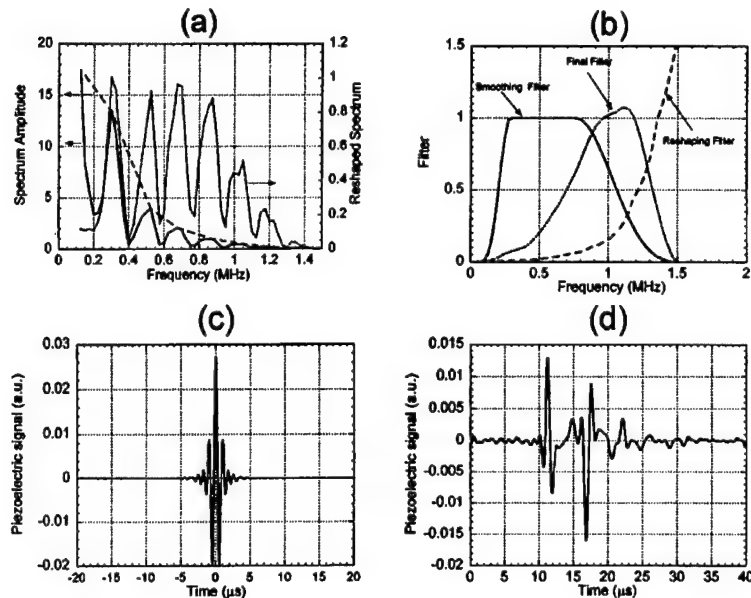 (a)
20
15
10
5
0
Spectrum Amplitude
1.2
1
0.8
0.6
0.4
0.2
0
Reshaped Spectrum
0 0.2 0.4 0.6 0.8 1.0 1.2 1.4
Frequency (MHz)
(b)
1.5
1
0.5
0
Filter
Smoothing Filter
Final Filter
Reshaping Filter
0 0.5 1 1.5 2
Frequency (MHz)
(c)
0.03
0.02
0.01
0
-0.01
-0.02
Piezoelectric signal (a.u.)
-20 -15 -10 -5 0 5 10 15 20
Time (µs)
(d)
0.015
0.01
0.005
0
-0.005
-0.01
-0.015
-0.02
Piezoelectric signal (a.u.)
0 5 10 15 20 25 30 35 40
Time (µs)